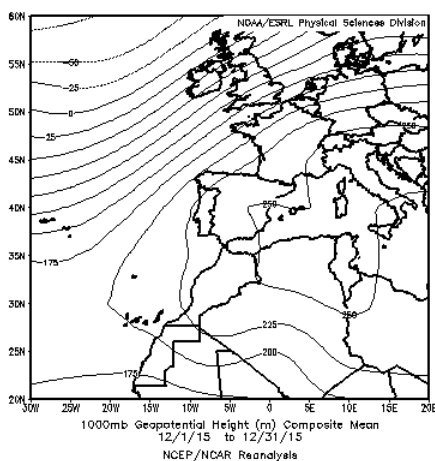 NOAA/ESRL Physical Sciences Division
60N
55N
50N
45N
40N
35N
30N
25N
20N
-50
-25
0
25
175
250
250
225
200
175
30W 25W 20W 15W 10W 5W 0 5E 10E 15E 20E
1000mb Geopotential Height (m) Composite Mean
12/1/15 to 12/31/15
NCEP/NCAR Reanalysis